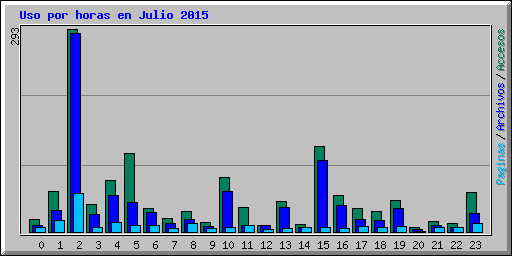 Uso por horas en Julio 2015
293
Paginas / Archivos / Accesos
0 1 2 3 4 5 6 7 8 9 10 11 12 13 14 15 16 17 18 19 20 21 22 23